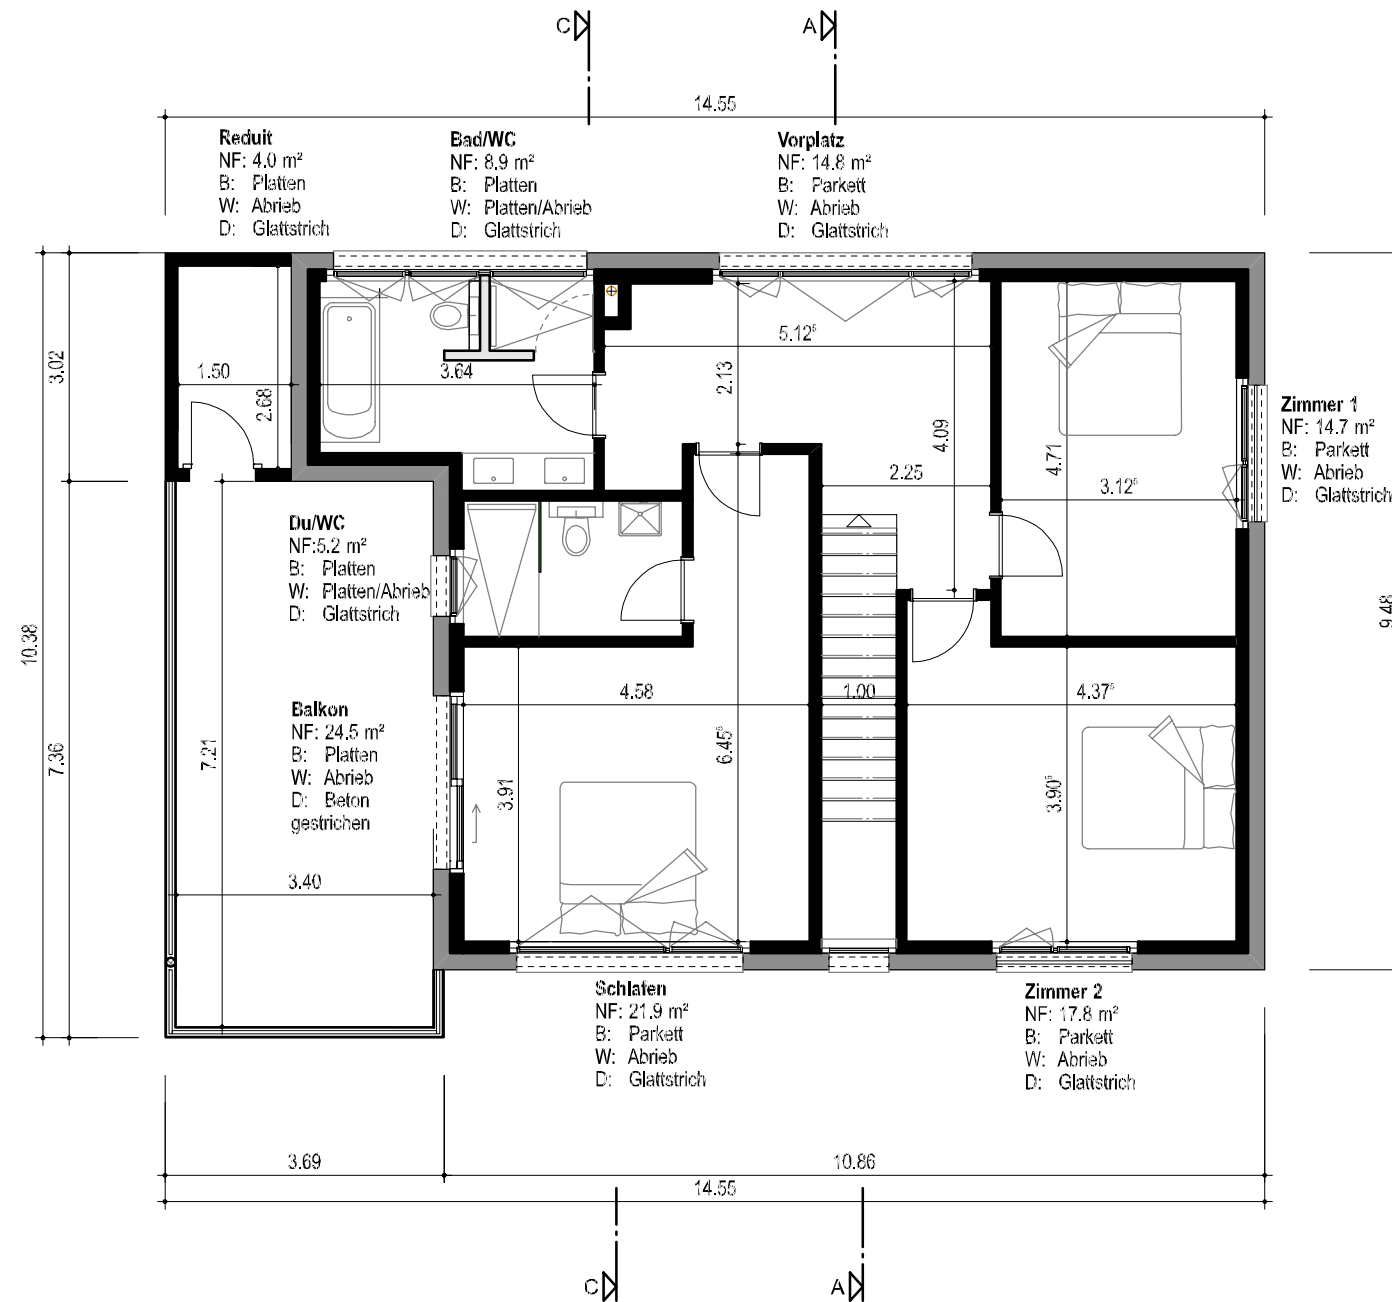 C
A
14.55
Reduit
NF: 4.0 m²
B: Platten
W: Abrieb
D: Glattstrich
Bad/WC
NF: 8.9 m²
B: Platten
W: Platten/Abrieb
D: Glattstrich
Vorplatz
NF: 14.8 m²
B: Parkett
W: Abrieb
D: Glattstrich
3.02
1.50
2.68
3.64
5.12⁵
2.13
4.09
2.25
4.71
3.12⁵
Zimmer 1
NF: 14.7 m²
B: Parkett
W: Abrieb
D: Glattstrich
Du/WC
NF:5.2 m²
B: Platten
W: Platten/Abrieb
D: Glattstrich
10.38
9.48
7.36
7.21
Balkon
NF: 24.5 m²
B: Platten
W: Abrieb
D: Beton
gestrichen
3.40
4.58
3.91
6.45⁵
1.00
4.37⁵
3.90⁵
Schlafen
NF: 21.9 m²
B: Parkett
W: Abrieb
D: Glattstrich
Zimmer 2
NF: 17.8 m²
B: Parkett
W: Abrieb
D: Glattstrich
3.69
10.86
14.55
C
A